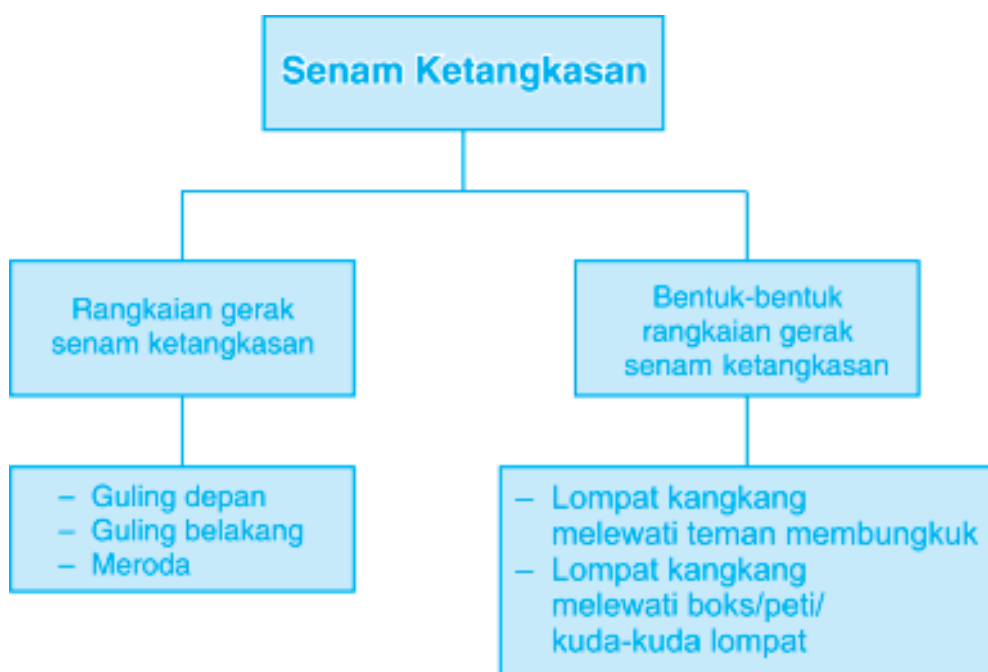 Senam Ketangkasan
Rangkaian gerak
senam ketangkasan
Bentuk-bentuk
rangkaian gerak
senam ketangkasan
– Guling depan
– Guling belakang
– Meroda
– Lompat kangkang
melewati teman membungkuk
– Lompat kangkang
melewati boks/peti/
kuda-kuda lompat